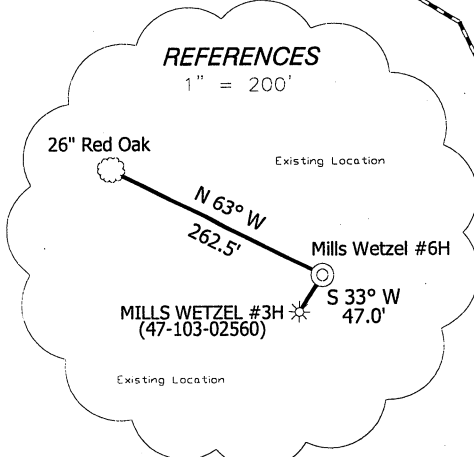 REFERENCES
1" = 200'
26" Red Oak
Existing Location
N 63° W
262.5'
Mills Wetzel #6H
S 33° W
47.0'
MILLS WETZEL #3H
(47-103-02560)
Existing Location